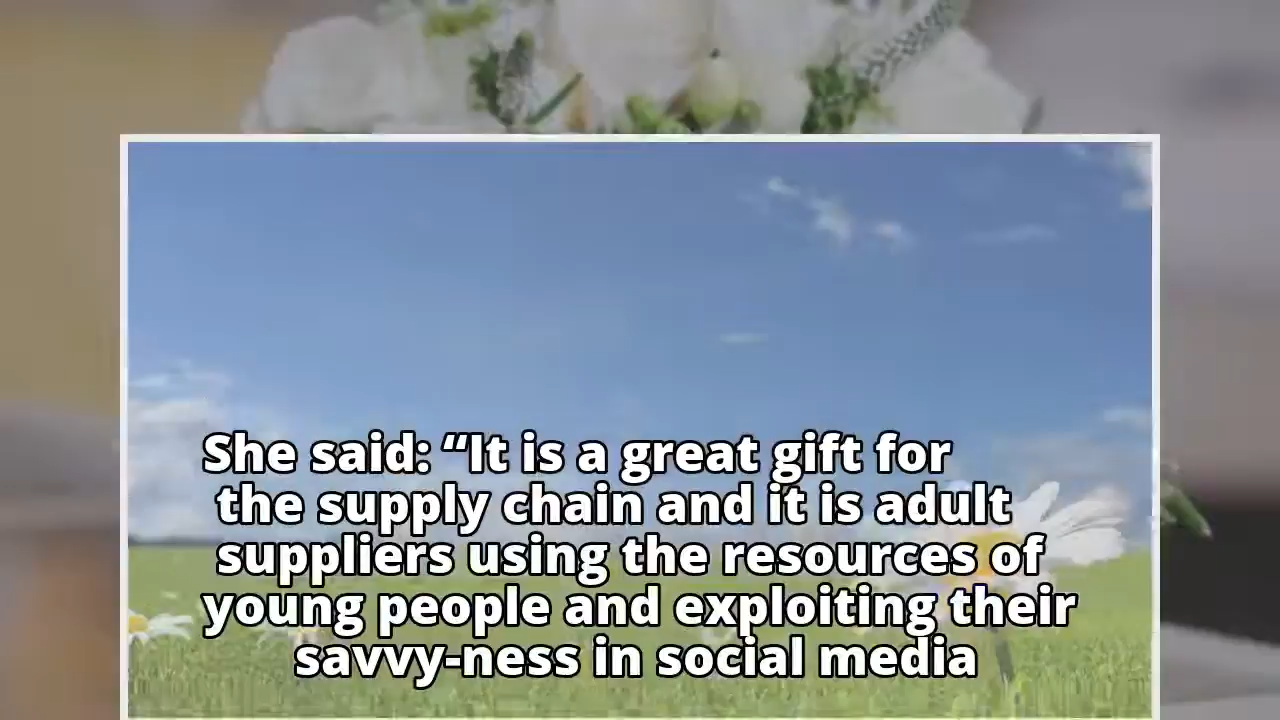 She said: “It is a great gift for
the supply chain and it is adult
suppliers using the resources of
young people and exploiting their
savvy-ness in social media